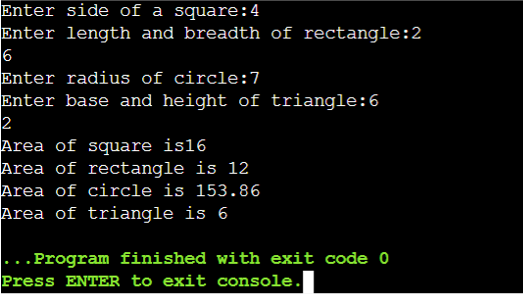 Enter side of a square:4
Enter length and breadth of rectangle:2
6
Enter radius of circle:7
Enter base and height of triangle:6
2
Area of square is16
Area of rectangle is 12
Area of circle is 153.86
Area of triangle is 6
...Program finished with exit code 0
Press ENTER to exit console.